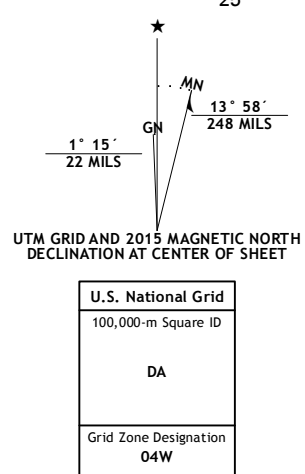 25
★
MN
GN
13° 58´
248 MILS
1° 15´
22 MILS
UTM GRID AND 2015 MAGNETIC NORTH
DECLINATION AT CENTER OF SHEET
U.S. National Grid
100,000-m Square ID
DA
Grid Zone Designation
04W